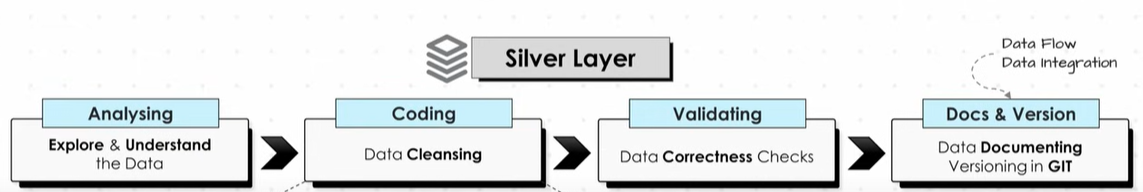 Silver Layer
Data Flow
Data Integration
Analysing
Explore & Understand
the Data
Coding
Data Cleansing
Validating
Data Correctness Checks
Docs & Version
Data Documenting
Versioning in GIT